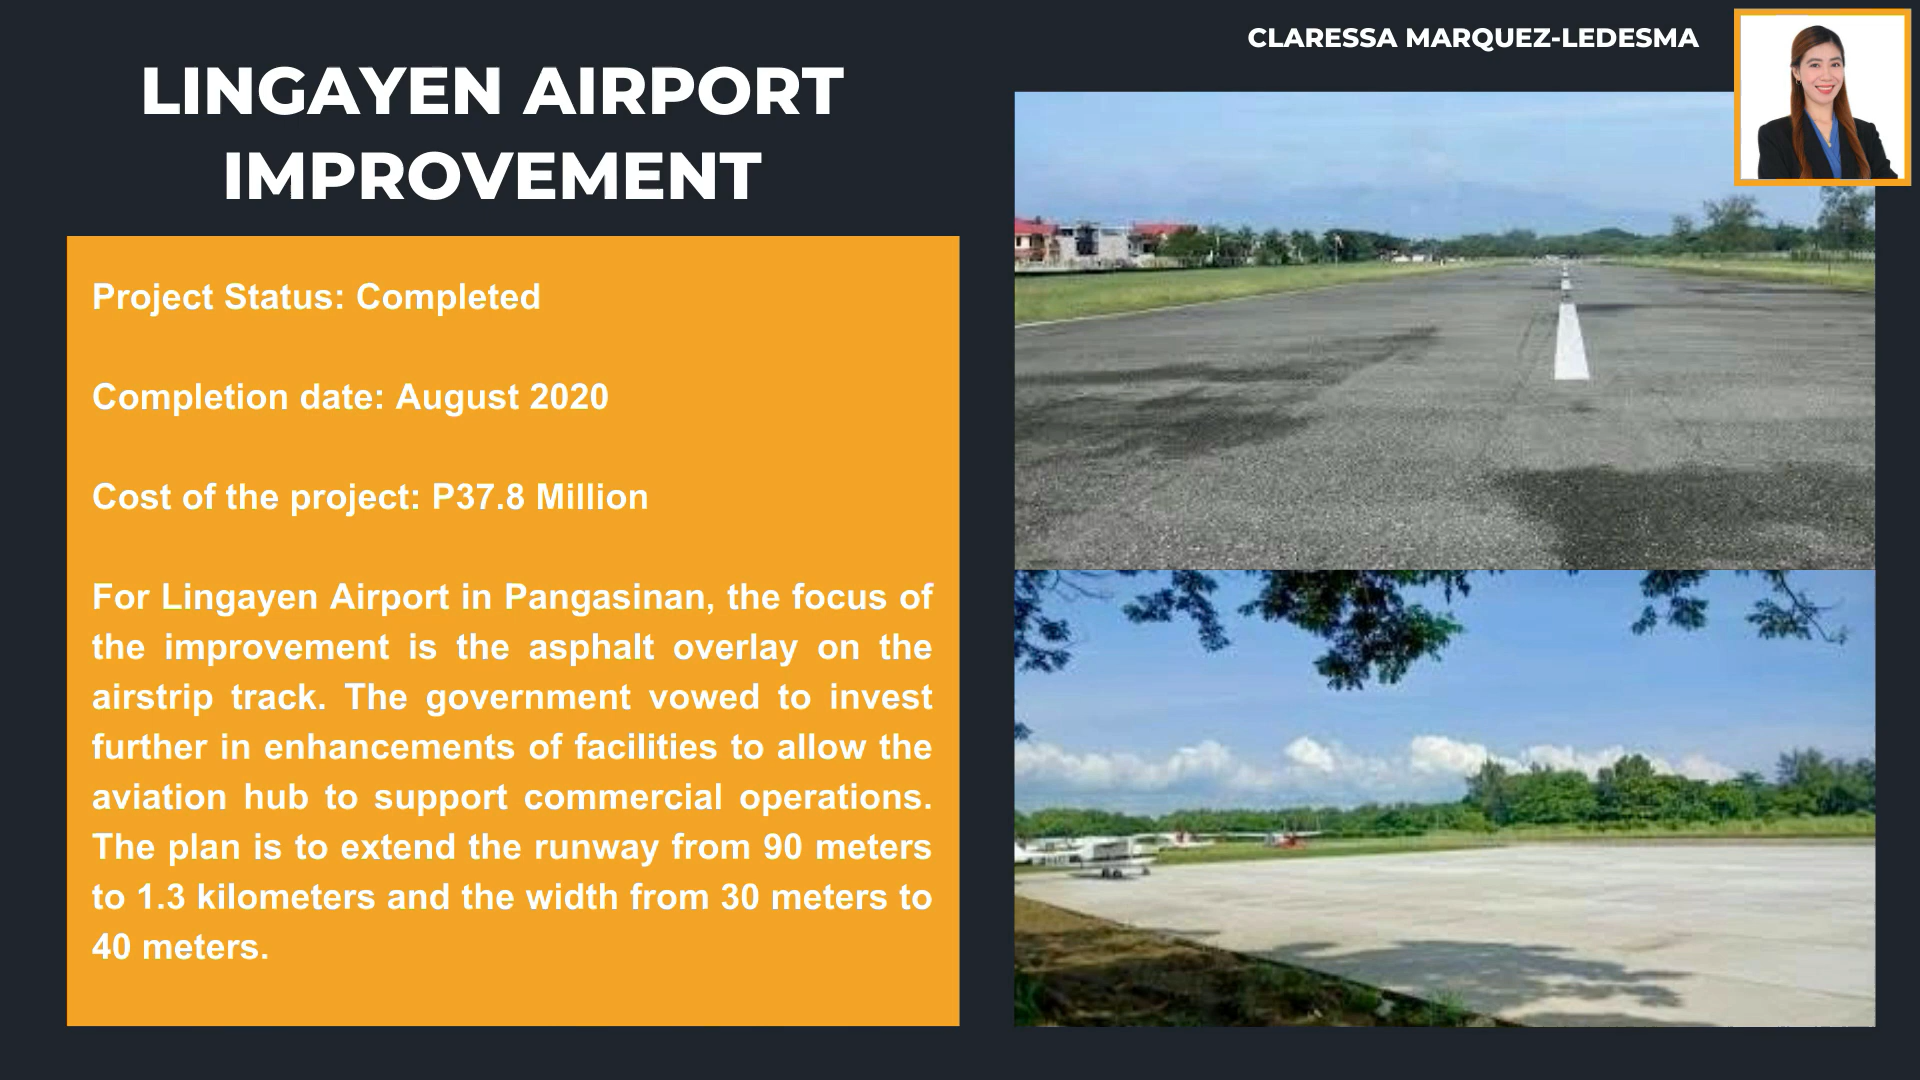 CLARESSA MARQUEZ-LEDESMA
LINGAYEN AIRPORT
IMPROVEMENT
Project Status: Completed
Completion date: August 2020
Cost of the project: P37.8 Million
For Lingayen Airport in Pangasinan, the focus of
the improvement is the asphalt overlay on the
airstrip track. The government vowed to invest
further in enhancements of facilities to allow the
aviation hub to support commercial operations.
The plan is to extend the runway from 90 meters
to 1.3 kilometers and the width from 30 meters to
40 meters.